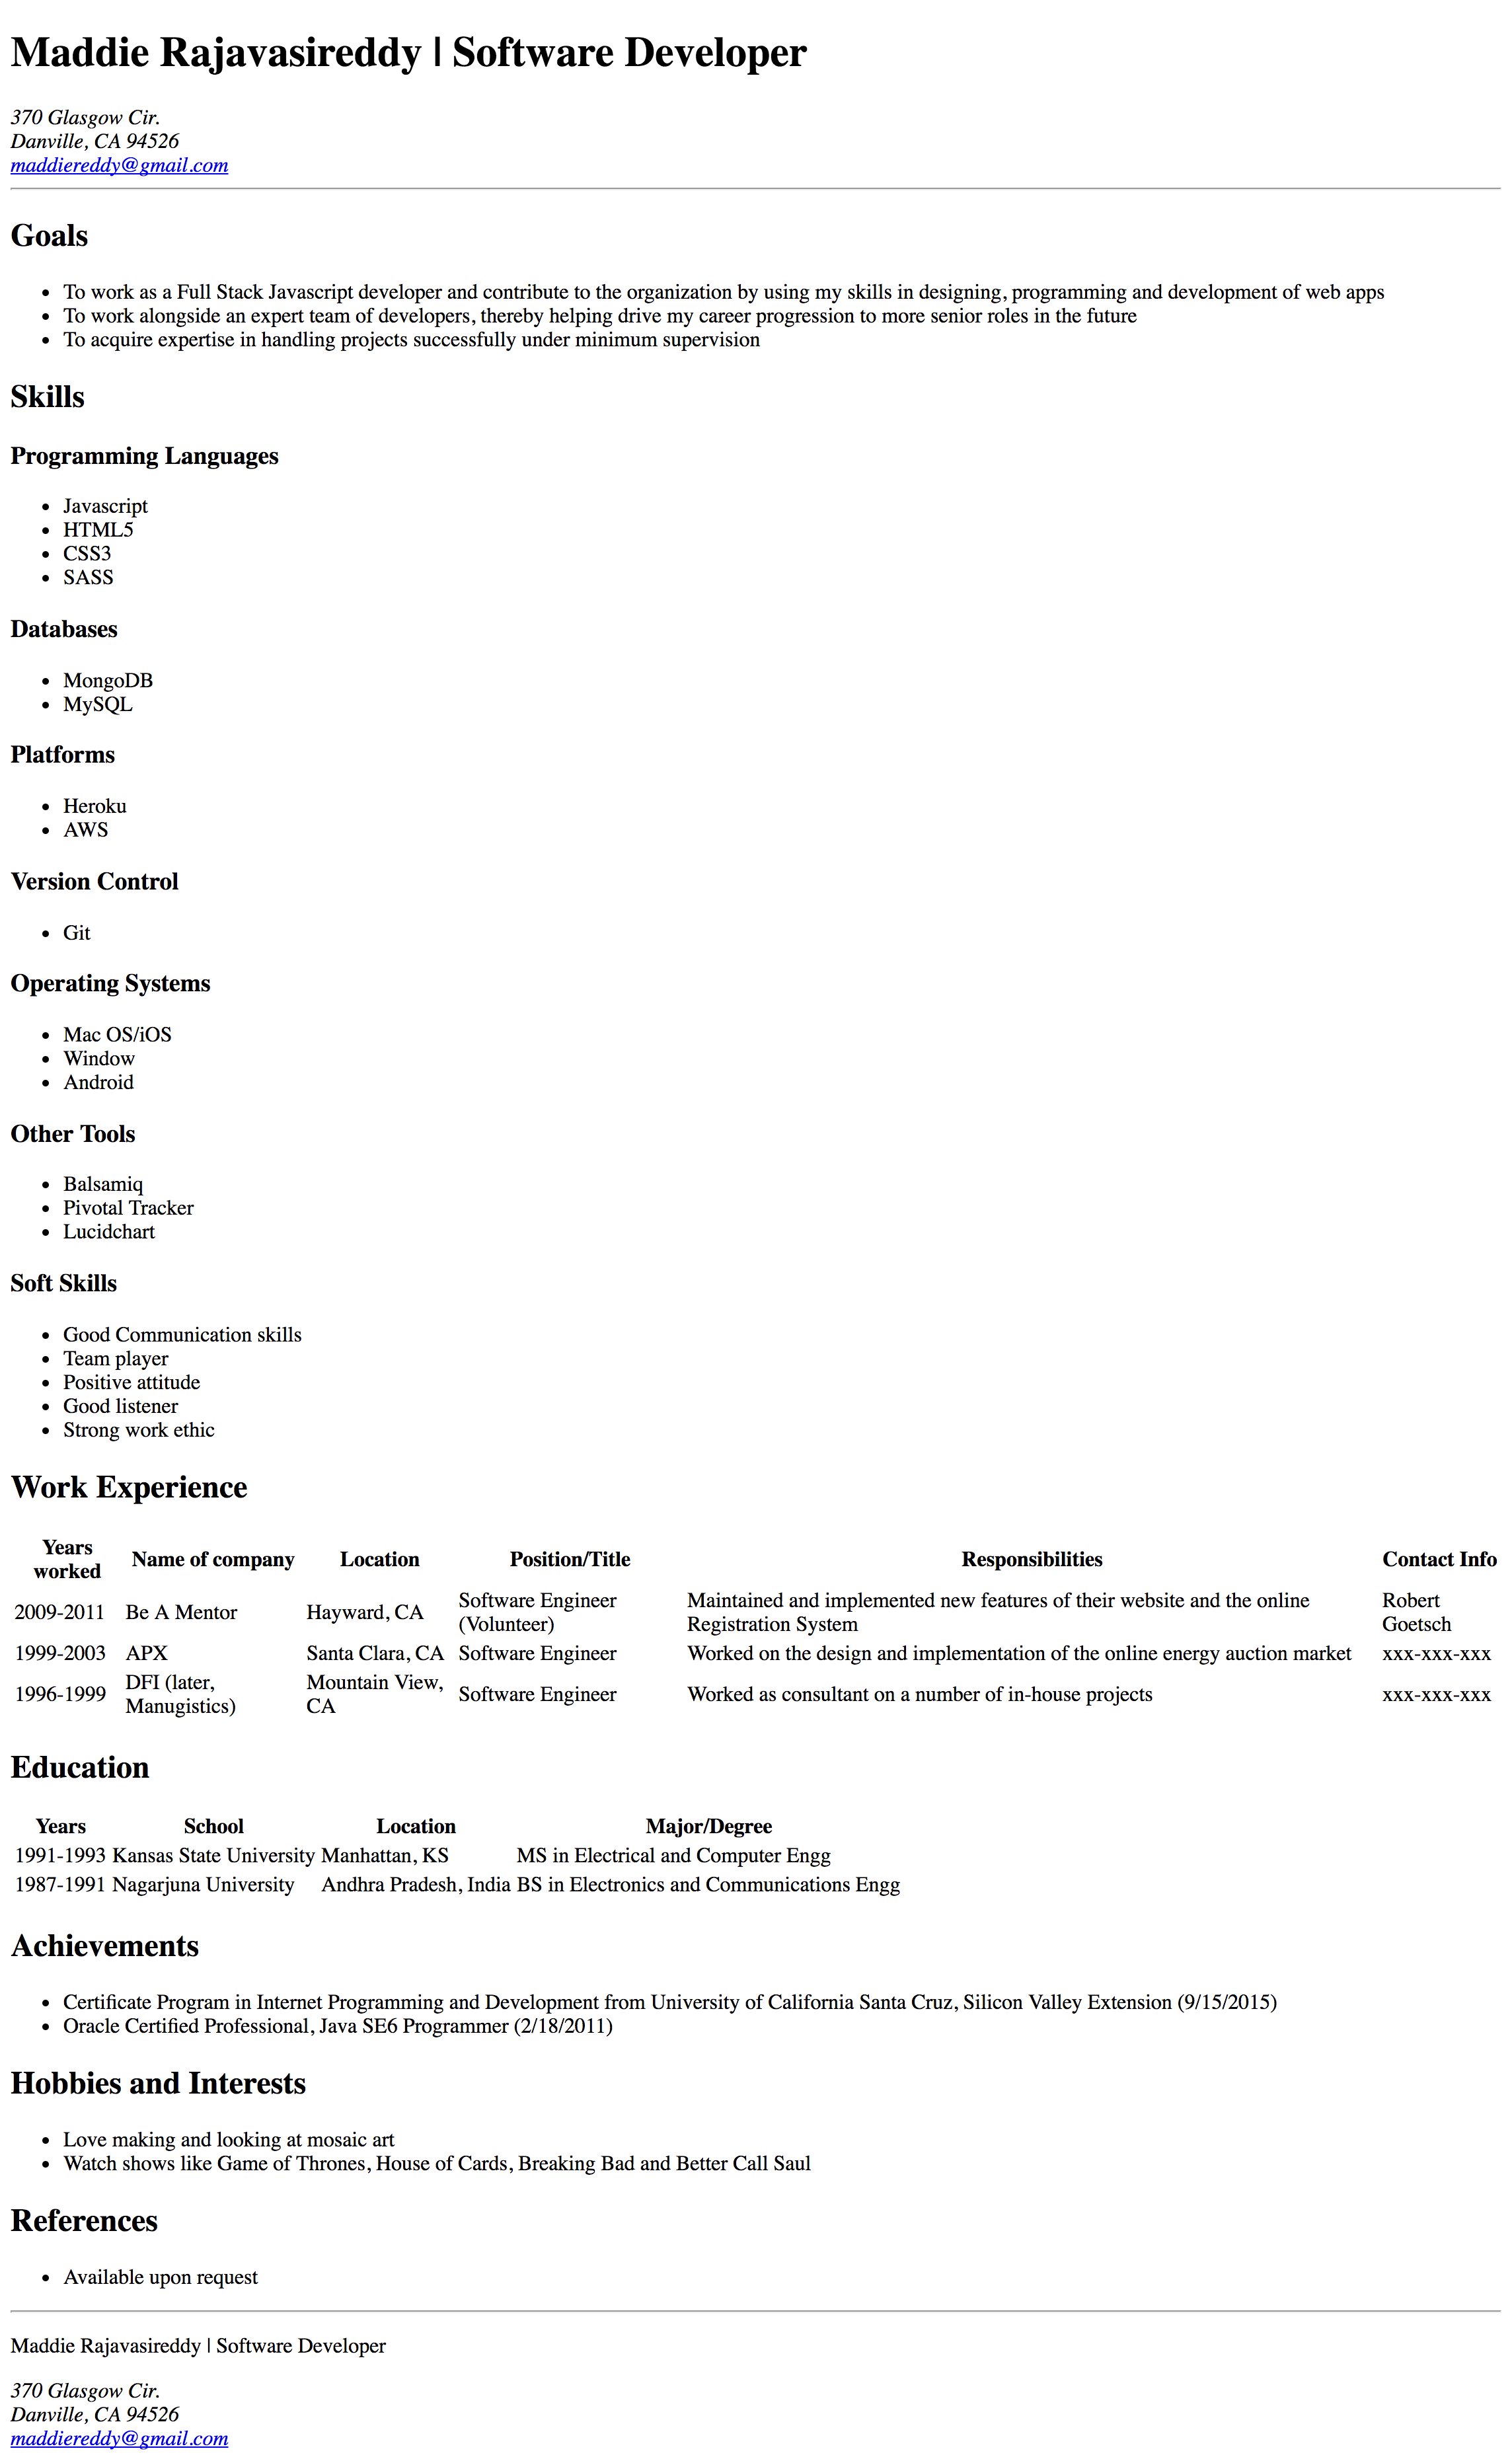 Maddie Rajavasireddy | Software Developer
370 Glasgow Cir.
Danville, CA 94526
maddiereddy@gmail.com
Goals
• To work as a Full Stack Javascript developer and contribute to the organization by using my skills in designing, programming and development of web apps
• To work alongside an expert team of developers, thereby helping drive my career progression to more senior roles in the future
• To acquire expertise in handling projects successfully under minimum supervision
Skills
Programming Languages
• Javascript
• HTML5
• CSS3
• SASS
Databases
• MongoDB
• MySQL
Platforms
• Heroku
• AWS
Version Control
• Git
Operating Systems
• Mac OS/iOS
• Window
• Android
Other Tools
• Balsamiq
• Pivotal Tracker
• Lucidchart
Soft Skills
• Good Communication skills
• Team player
• Positive attitude
• Good listener
• Strong work ethic
Work Experience
Years worked Name of company Location Position/Title Responsibilities Contact Info
2009-2011 Be A Mentor Hayward, CA Software Engineer (Volunteer) Maintained and implemented new features of their website and the online Registration System Robert Goetsch
1999-2003 APX Santa Clara, CA Software Engineer Worked on the design and implementation of the online energy auction market xxx-xxx-xxx
1996-1999 DFI (later, Manugistics) Mountain View, CA Software Engineer Worked as consultant on a number of in-house projects xxx-xxx-xxx
Education
Years School Location Major/Degree
1991-1993 Kansas State University Manhattan, KS MS in Electrical and Computer Engg
1987-1991 Nagarjuna University Andhra Pradesh, India BS in Electronics and Communications Engg
Achievements
• Certificate Program in Internet Programming and Development from University of California Santa Cruz, Silicon Valley Extension (9/15/2015)
• Oracle Certified Professional, Java SE6 Programmer (2/18/2011)
Hobbies and Interests
• Love making and looking at mosaic art
• Watch shows like Game of Thrones, House of Cards, Breaking Bad and Better Call Saul
References
• Available upon request
Maddie Rajavasireddy | Software Developer
370 Glasgow Cir.
Danville, CA 94526
maddiereddy@gmail.com